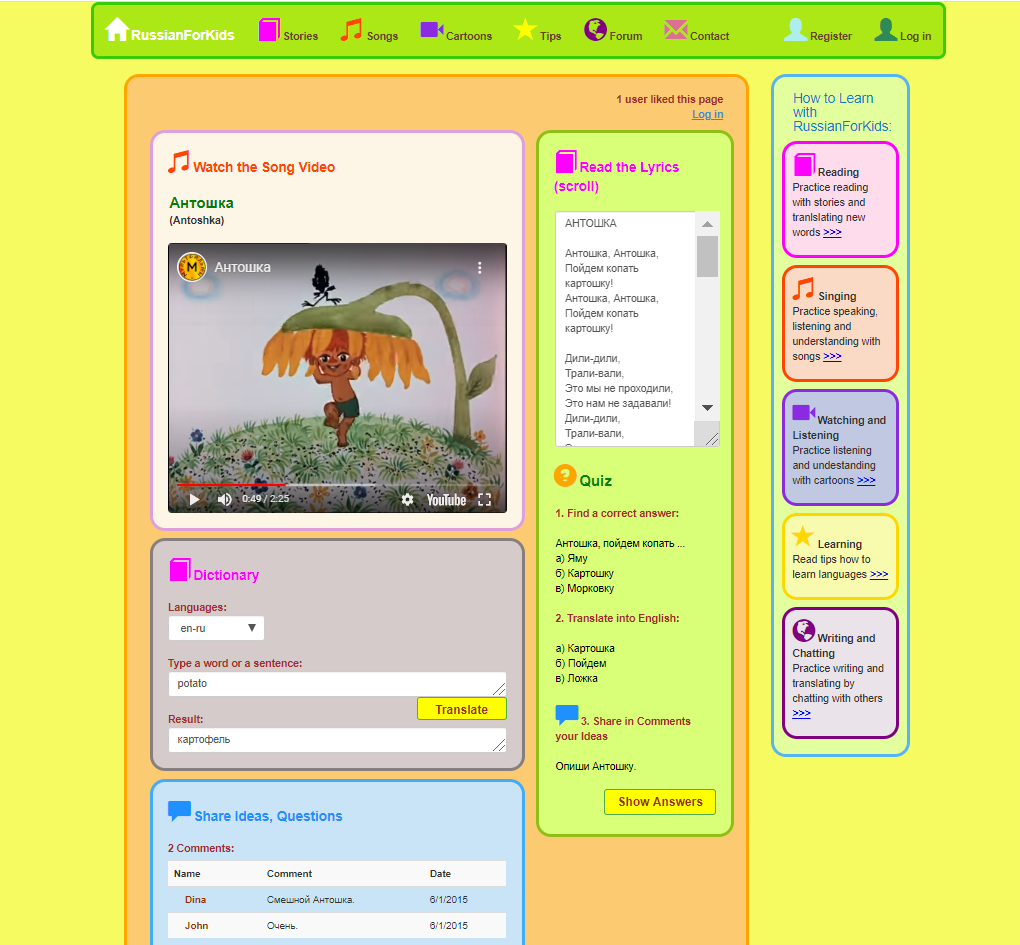 RussianForKids Stories Songs Cartoons Tips Forum Contact Register Log in
1 user liked this page
Log in
Watch the Song Video
Антошка
(Antoshka)
М
Антошка
0:49 / 2:25
YouTube
Dictionary
Languages:
en-ru
Type a word or a sentence:
potato
Translate
Result:
картофель
Share Ideas, Questions
2 Comments:
Name Comment Date
Dina Смешной Антошка. 6/1/2015
John Очень. 6/1/2015
Read the Lyrics
(scroll)
АНТОШКА
Антошка, Антошка,
Пойдем копать
картошку!
Антошка, Антошка,
Пойдем копать
картошку!
Дили-дили,
Трали-вали,
Это мы не проходили,
Это нам не задавали!
Дили-дили,
Трали-вали,
Quiz
1. Find a correct answer:
Антошка, пойдем копать ...
а) Яму
б) Картошку
в) Морковку
2. Translate into English:
а) Картошка
б) Пойдем
в) Ложка
3. Share in Comments
your Ideas
Опиши Антошку.
Show Answers
How to Learn
with
RussianForKids:
Reading
Practice reading
with stories and
tranlslating new
words >>>
Singing
Practice speaking,
listening and
understanding with
songs >>>
Watching and
Listening
Practice listening
and undestanding
with cartoons >>>
Learning
Read tips how to
learn languages >>>
Writing and
Chatting
Practice writing and
translating by
chatting with others
>>>